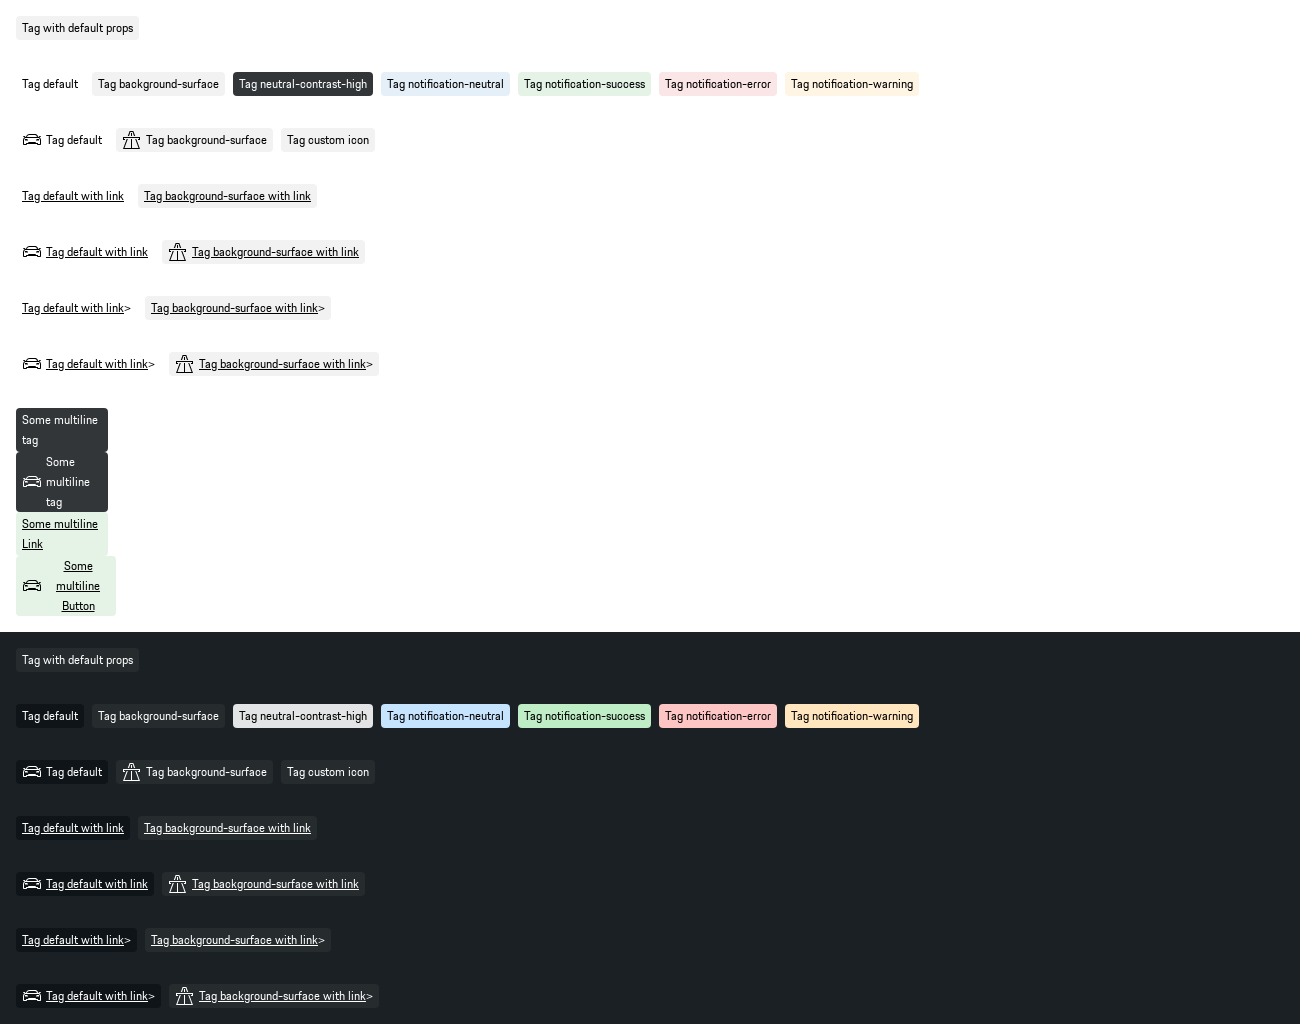 Tag with default props
Tag default Tag background-surface Tag neutral-contrast-high Tag notification-neutral Tag notification-success Tag notification-error Tag notification-warning
Tag default Tag background-surface Tag custom icon
Tag default with link Tag background-surface with link
Tag default with link Tag background-surface with link
Tag default with link> Tag background-surface with link>
Tag default with link> Tag background-surface with link>
Some multiline
tag
Some
multiline
tag
Some multiline
Link
Some
multiline
Button
Tag with default props
Tag default Tag background-surface Tag neutral-contrast-high Tag notification-neutral Tag notification-success Tag notification-error Tag notification-warning
Tag default Tag background-surface Tag custom icon
Tag default with link Tag background-surface with link
Tag default with link Tag background-surface with link
Tag default with link> Tag background-surface with link>
Tag default with link> Tag background-surface with link>